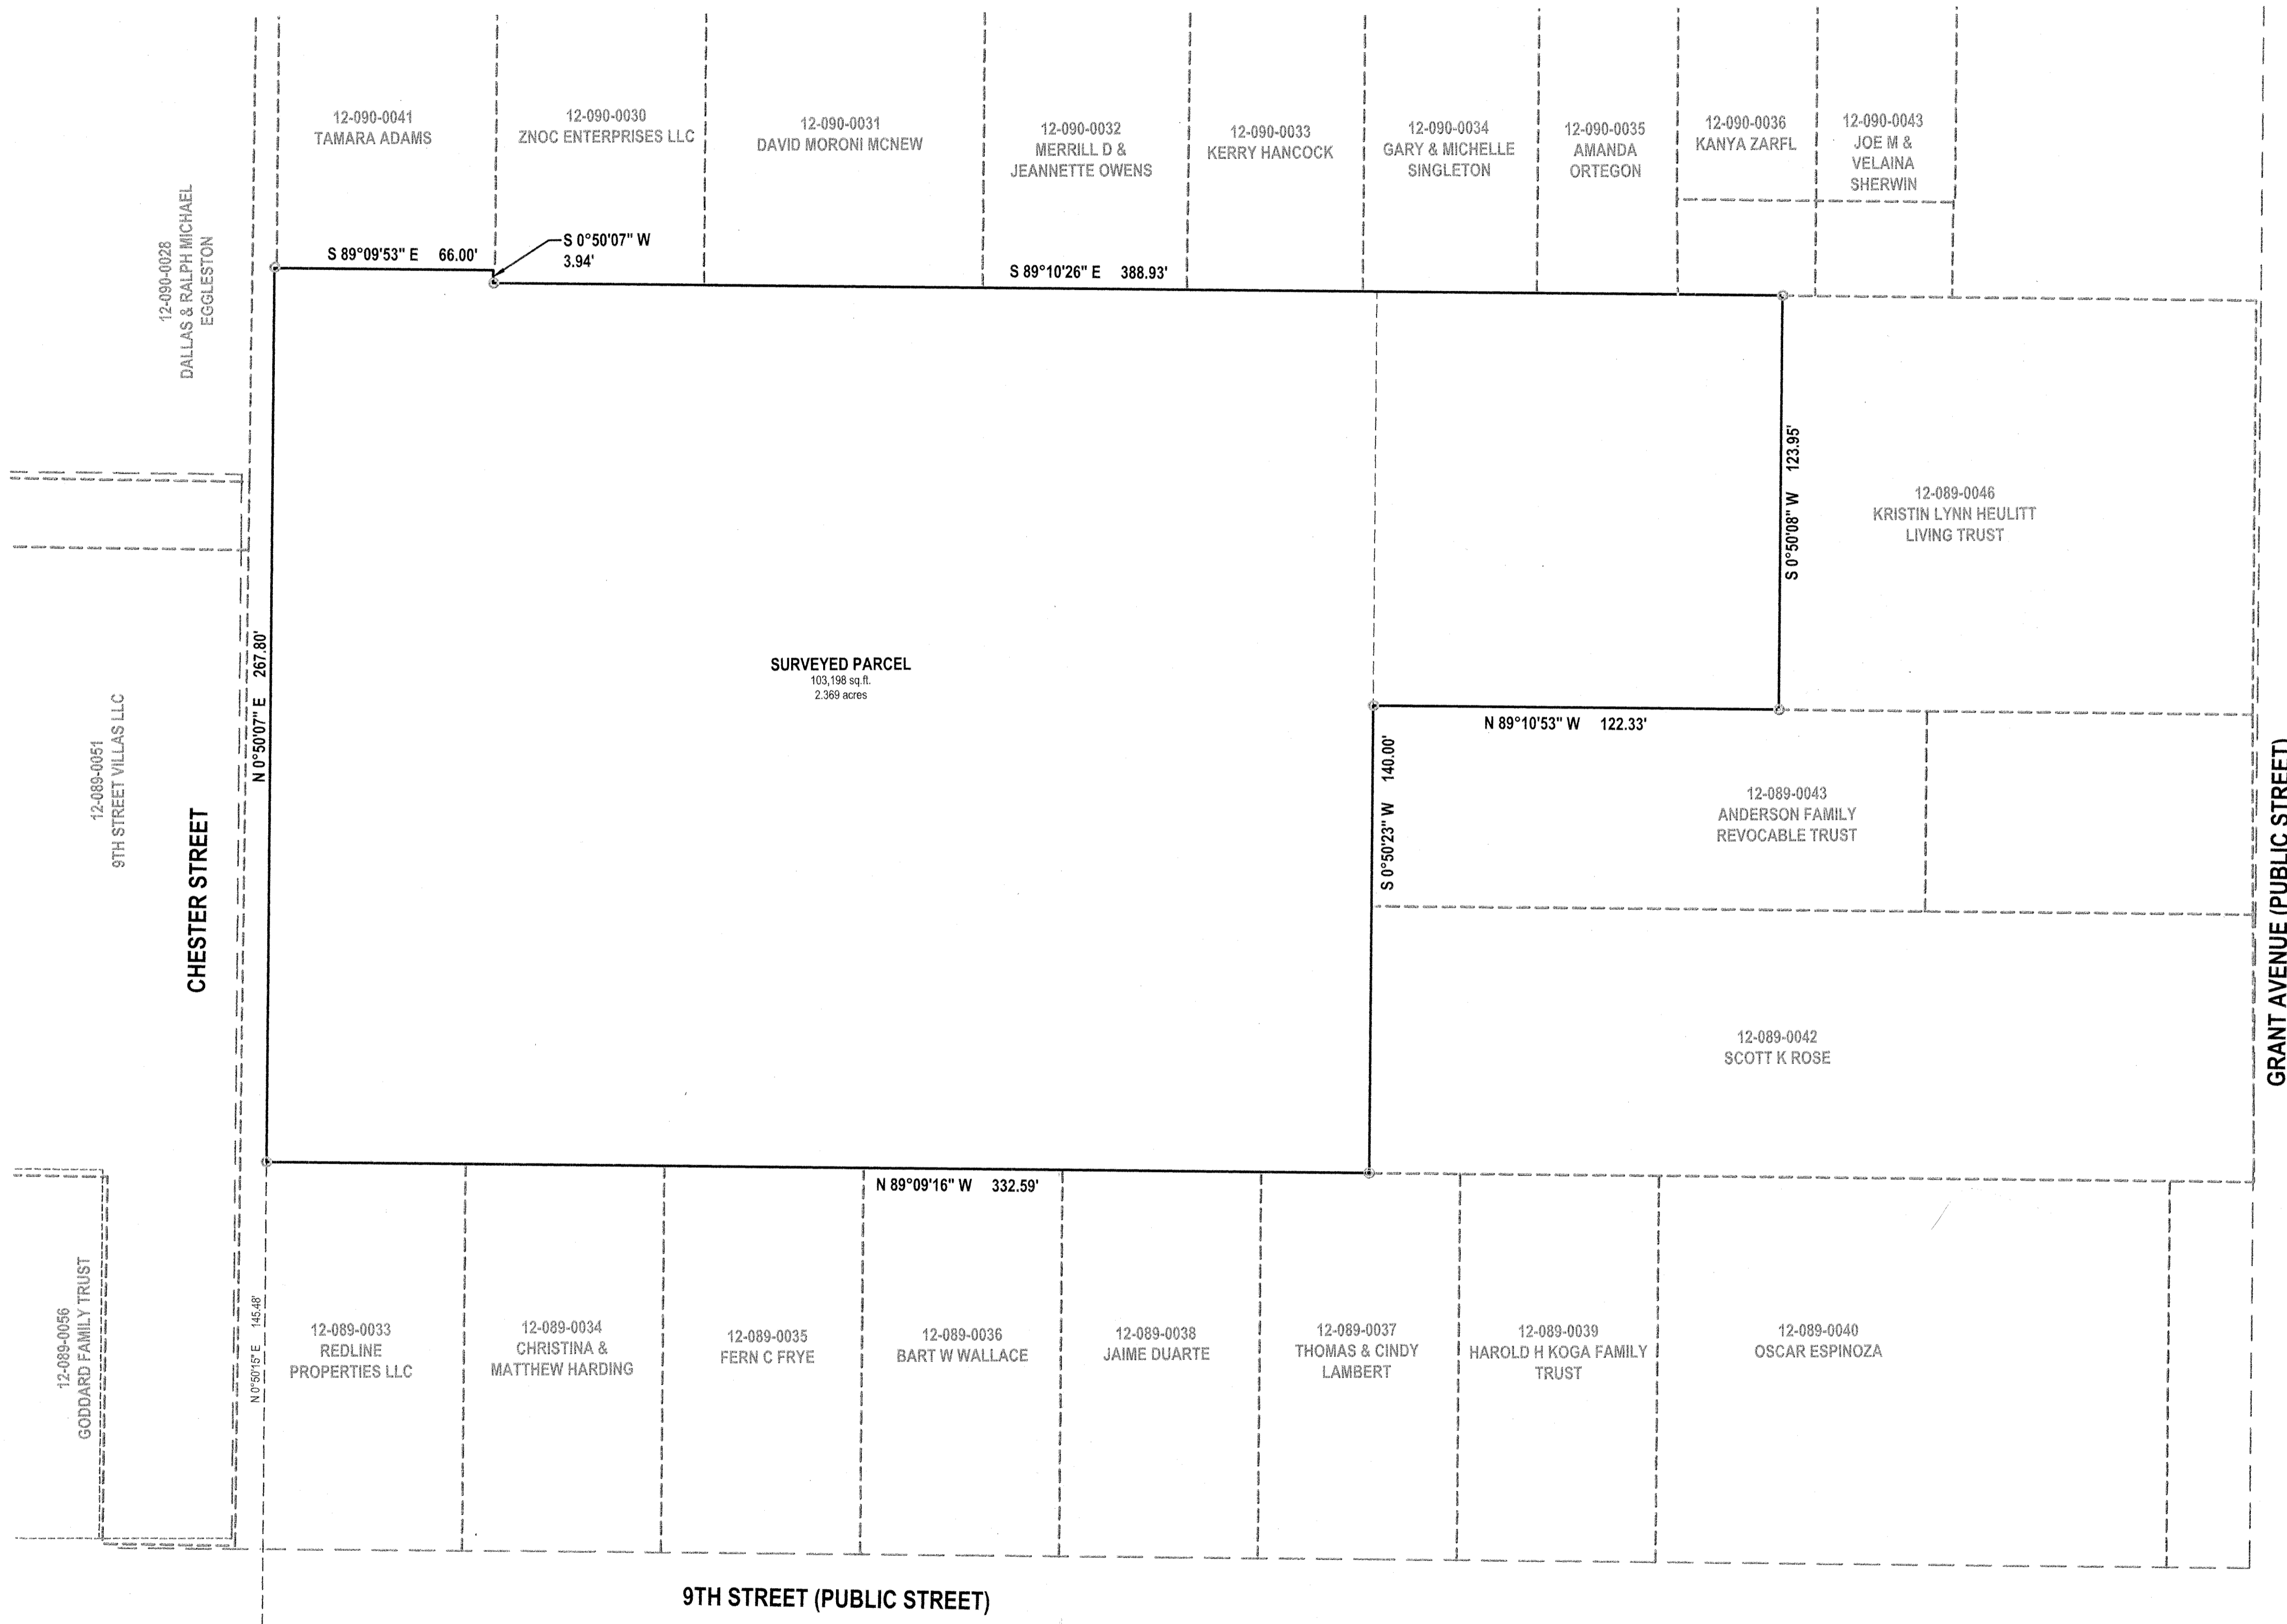 12-090-0041
TAMARA ADAMS
12-090-0030
ZNOC ENTERPRISES LLC
12-090-0031
DAVID MORONI MCNEW
12-090-0032
MERRILL D &
JEANNETTE OWENS
12-090-0033
KERRY HANCOCK
12-090-0034
GARY & MICHELLE
SINGLETON
12-090-0035
AMANDA
ORTEGON
12-090-0036
KANYA ZARFL
12-090-0043
JOE M &
VELAINA
SHERWIN
12-090-0028
DALLAS & RALPH MICHAEL
EGGLESTON
S 89°09'53" E 66.00'
S 0°50'07" W
3.94'
S 89°10'26" E 388.93'
S 0°50'08" W 123.95'
12-089-0046
KRISTIN LYNN HEULITT
LIVING TRUST
N 0°50'07" E 267.80'
SURVEYED PARCEL
103,198 sq.ft.
2.369 acres
12-089-0051
9TH STREET VILLAS LLC
CHESTER STREET
N 89°10'53" W 122.33'
S 0°50'23" W 140.00'
12-089-0043
ANDERSON FAMILY
REVOCABLE TRUST
GRANT AVENUE (PUBLIC STREET)
12-089-0042
SCOTT K ROSE
N 89°09'16" W 332.59'
12-089-0056
GODDARD FAMILY TRUST
N 0°50'15" E 145.48'
12-089-0033
REDLINE
PROPERTIES LLC
12-089-0034
CHRISTINA &
MATTHEW HARDING
12-089-0035
FERN C FRYE
12-089-0036
BART W WALLACE
12-089-0038
JAIME DUARTE
12-089-0037
THOMAS & CINDY
LAMBERT
12-089-0039
HAROLD H KOGA FAMILY
TRUST
12-089-0040
OSCAR ESPINOZA
9TH STREET (PUBLIC STREET)